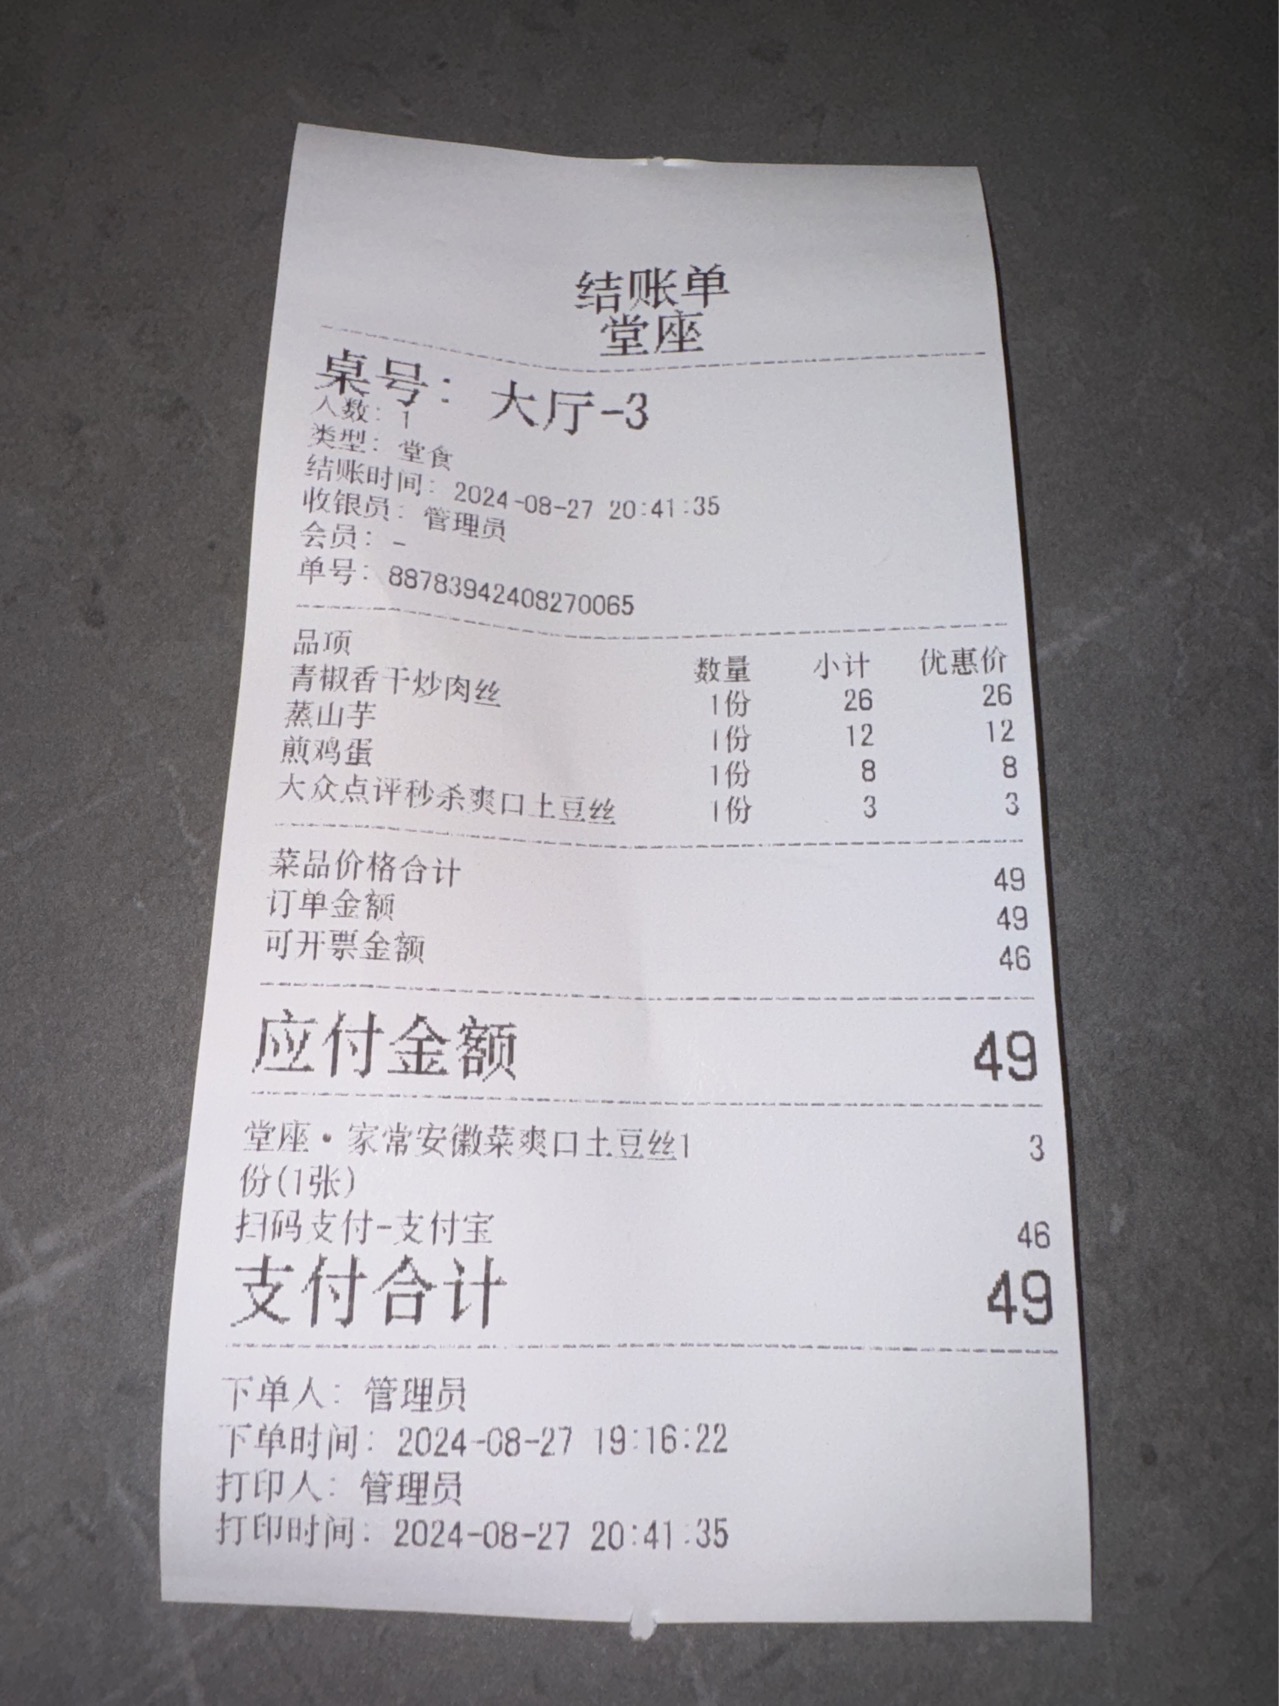 结账单
堂座
桌号：大厅-3
人数：1
类型：堂食
结账时间：2024-08-27 20:41:35
收银员：管理员
会员：-
单号：88783942408270065
品项 数量 小计 优惠价
青椒香干炒肉丝 1份 26 26
蒸山芋 1份 12 12
煎鸡蛋 1份 8 8
大众点评秒杀爽口土豆丝 1份 3 3
菜品价格合计 49
订单金额 49
可开票金额 46
应付金额 49
堂座·家常安徽菜爽口土豆丝1 3
份(1张)
扫码支付-支付宝 46
支付合计 49
下单人：管理员
下单时间：2024-08-27 19:16:22
打印人：管理员
打印时间：2024-08-27 20:41:35